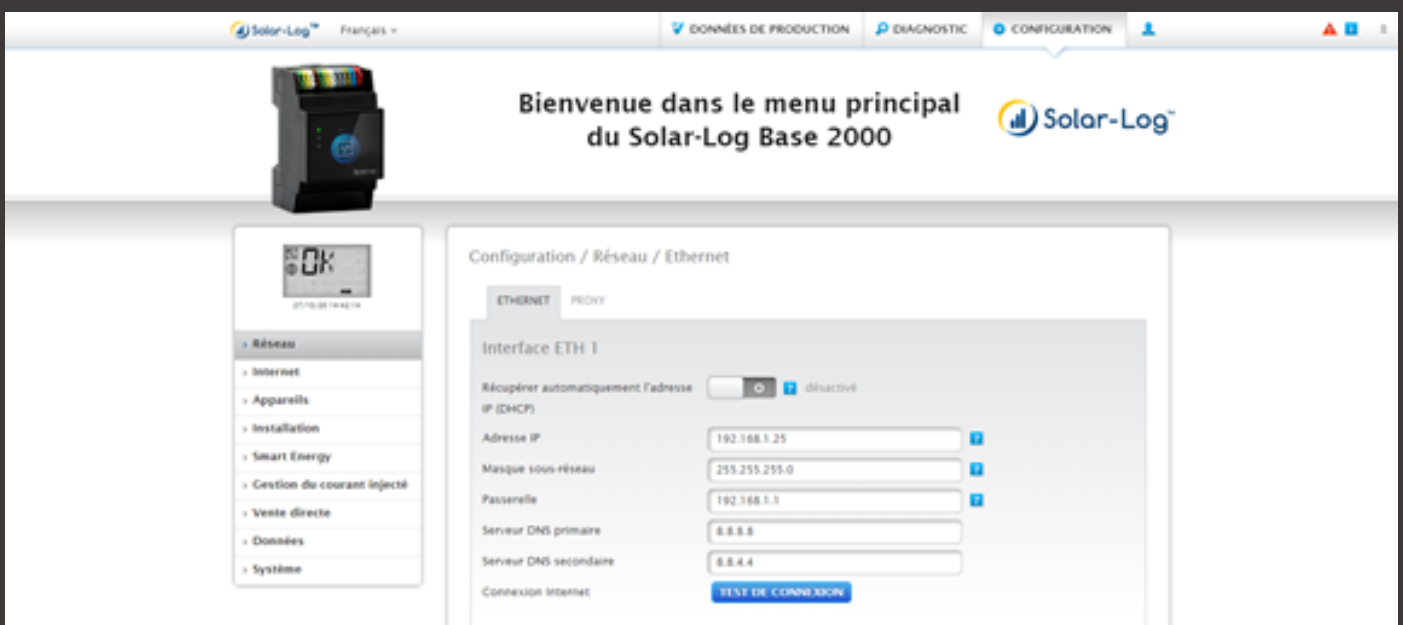 Solar-Log™ Français
DONNÉES DE PRODUCTION DIAGNOSTIC CONFIGURATION
Bienvenue dans le menu principal
du Solar-Log Base 2000
Solar-Log™
OK
Configuration / Réseau / Ethernet
ETHERNET PROXY
Interface ETH 1
Récupérer automatiquement l'adresse
IP (DHCP)
? désactivé
Adresse IP 192.168.1.25 ?
Masque sous-réseau 255.255.255.0 ?
Passerelle 192.168.1.1 ?
Serveur DNS primaire 8.8.8.8
Serveur DNS secondaire 8.8.4.4
Connexion Internet TEST DE CONNEXION
› Réseau
› Internet
› Appareils
› Installation
› Smart Energy
› Gestion du courant injecté
› Vente directe
› Données
› Système